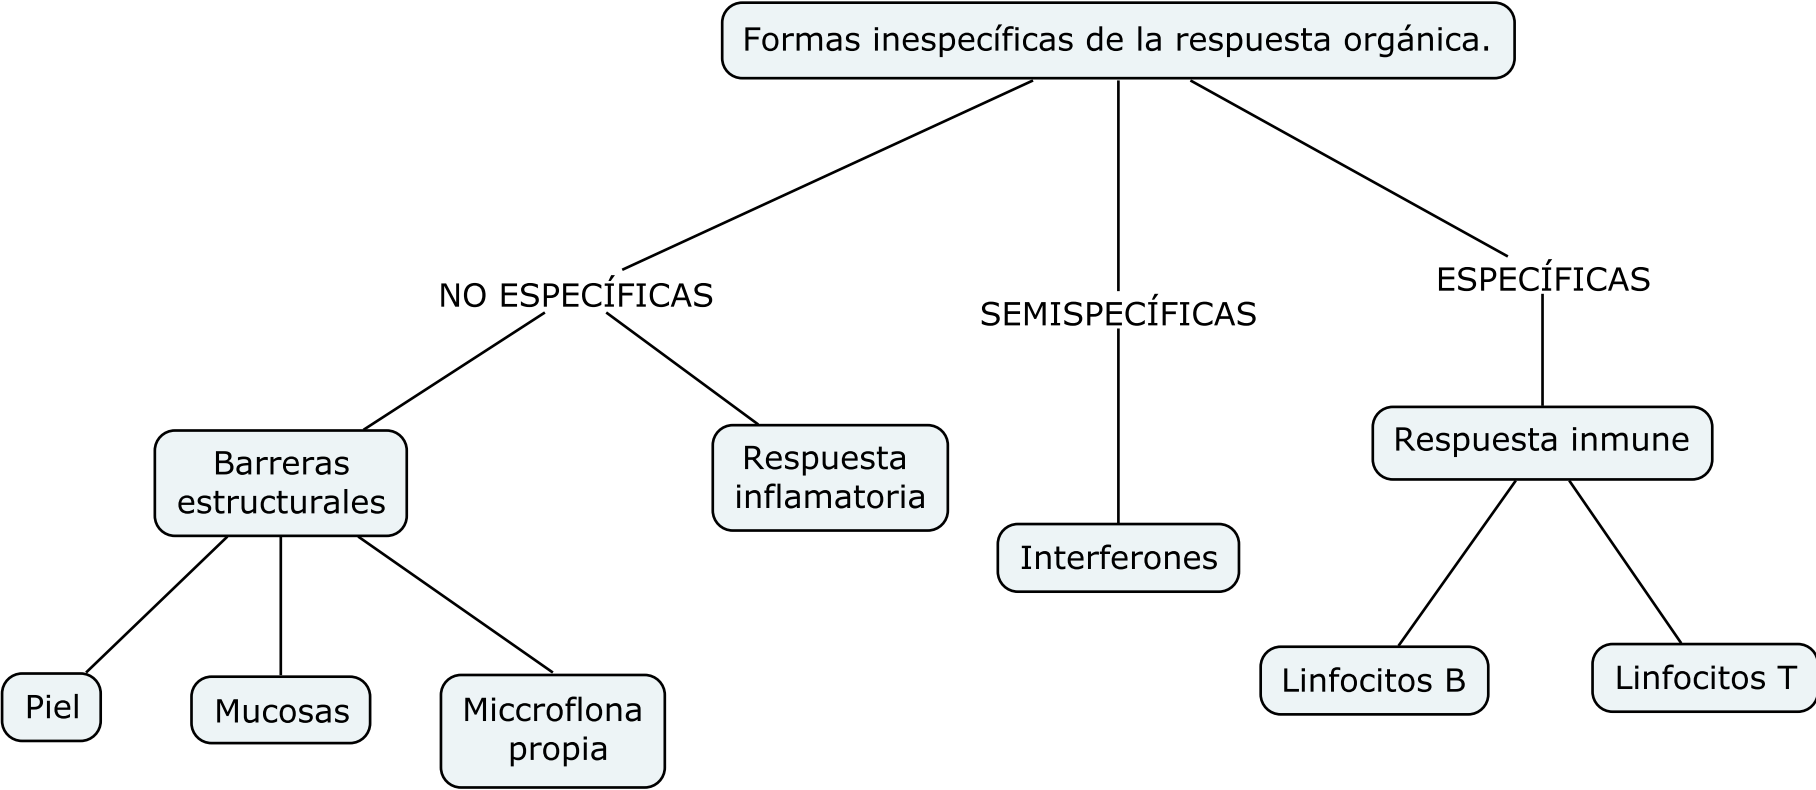 Formas inespecíficas de la respuesta orgánica.
NO ESPECÍFICAS
SEMISPECÍFICAS
ESPECÍFICAS
Barreras
estructurales
Respuesta
inflamatoria
Interferones
Respuesta inmune
Piel
Mucosas
Miccroflona
propia
Linfocitos B
Linfocitos T